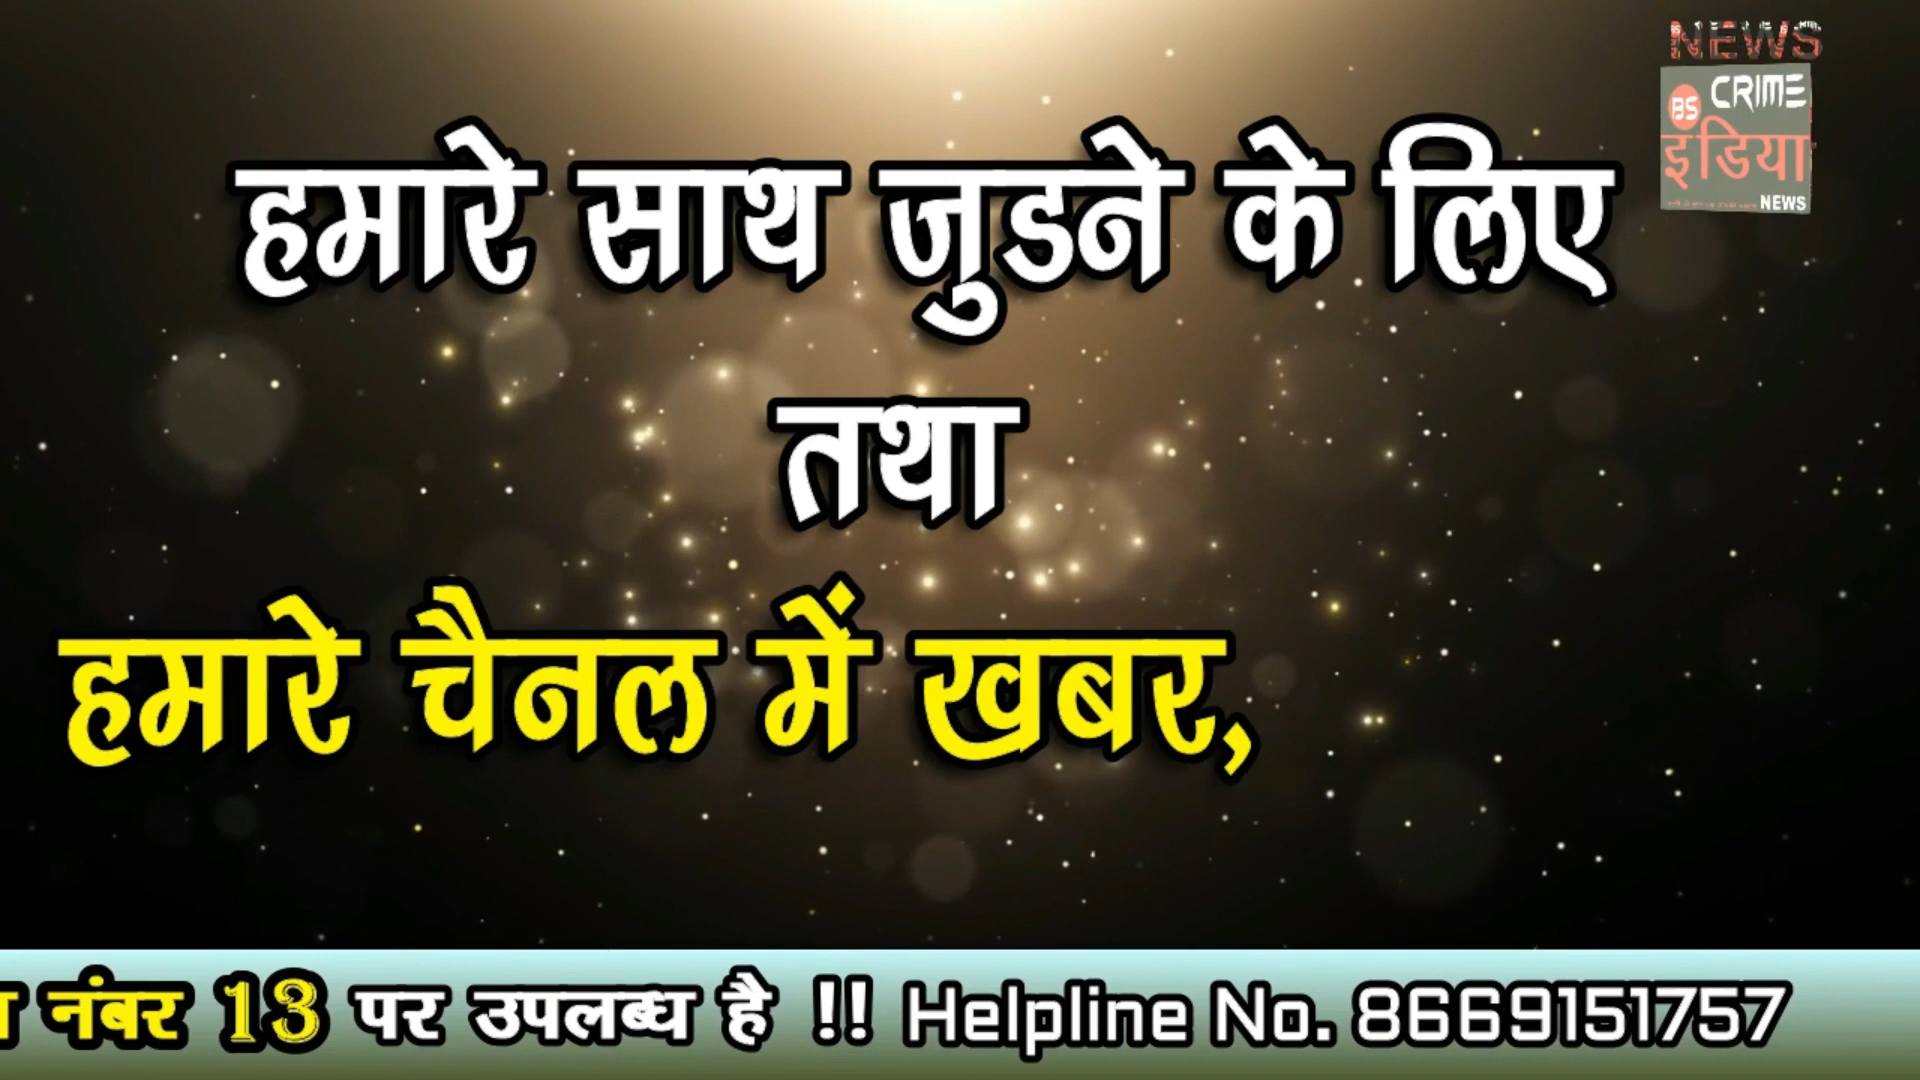 NEWS
BS CRIME
इंडिया
NEWS
हमारे साथ जुडने के लिए
तथा
हमारे चैनल में खबर,
नंबर 13 पर उपलब्ध है !! Helpline No. 8669151757